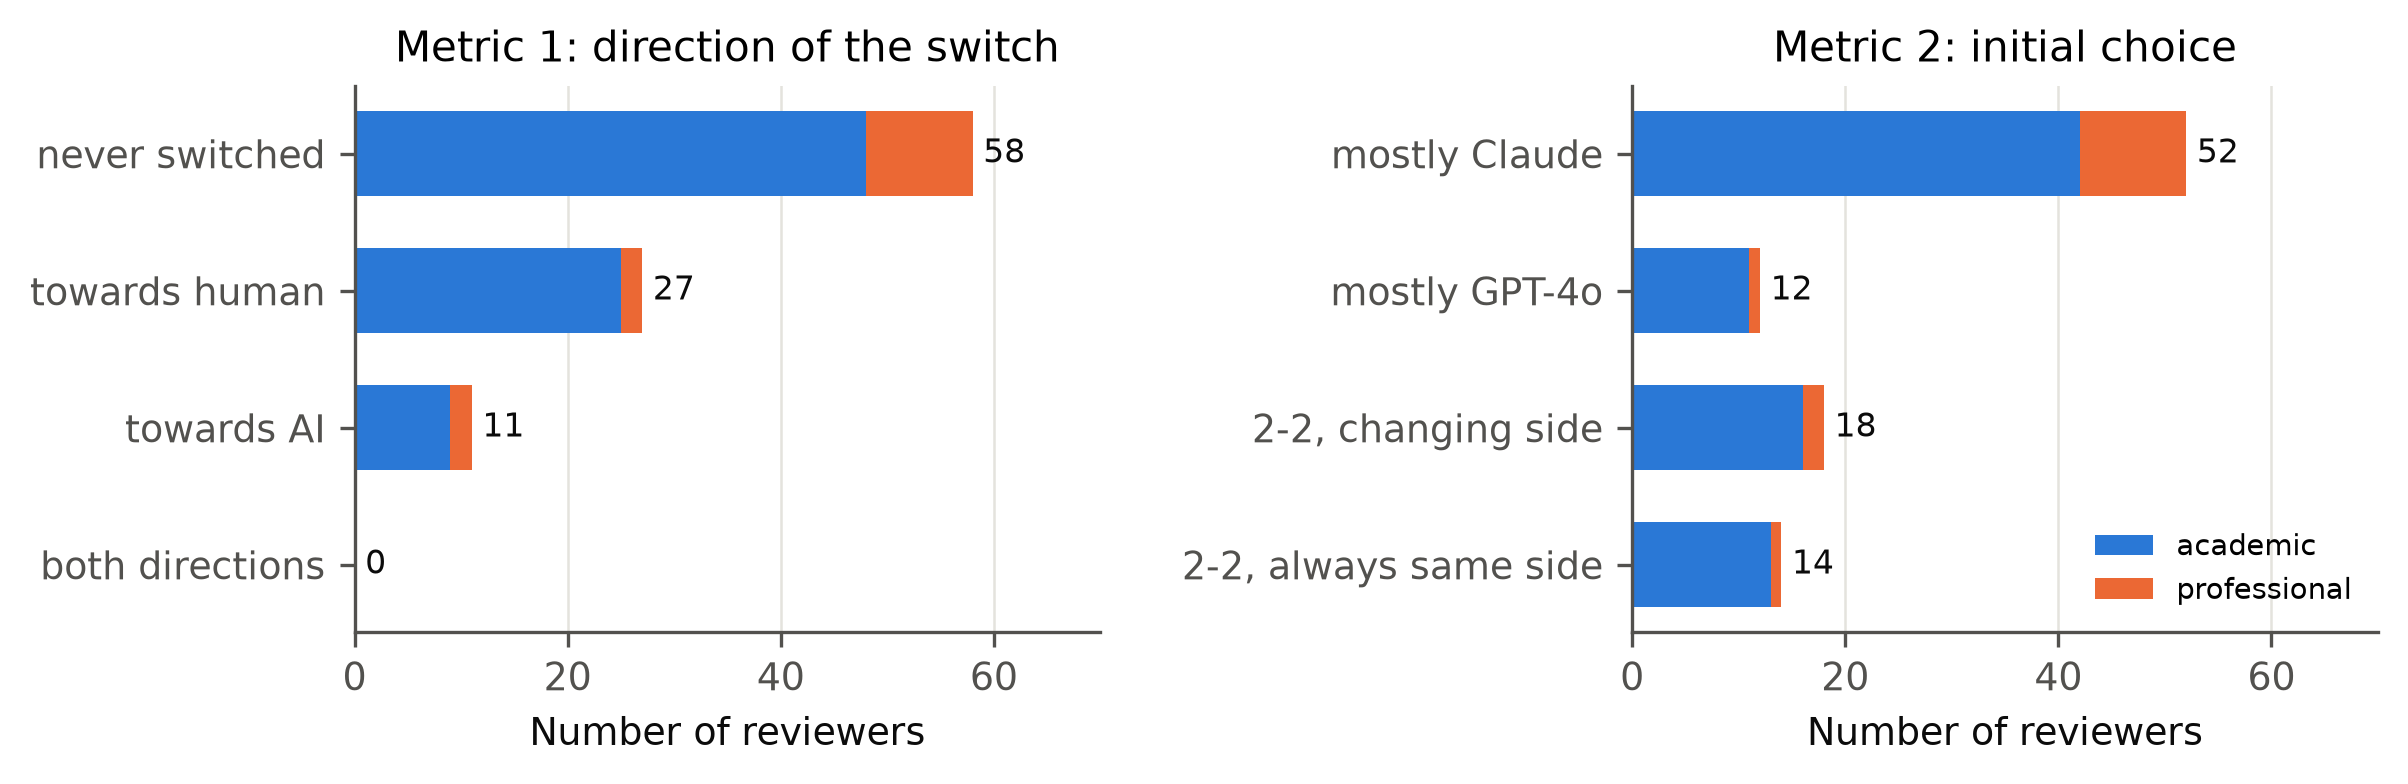 Metric 1: direction of the switch
never switched
58
towards human
27
towards AI
11
both directions
0
0 20 40 60
Number of reviewers
Metric 2: initial choice
mostly Claude
52
mostly GPT-4o
12
2-2, changing side
18
2-2, always same side
14
academic
professional
0 20 40 60
Number of reviewers